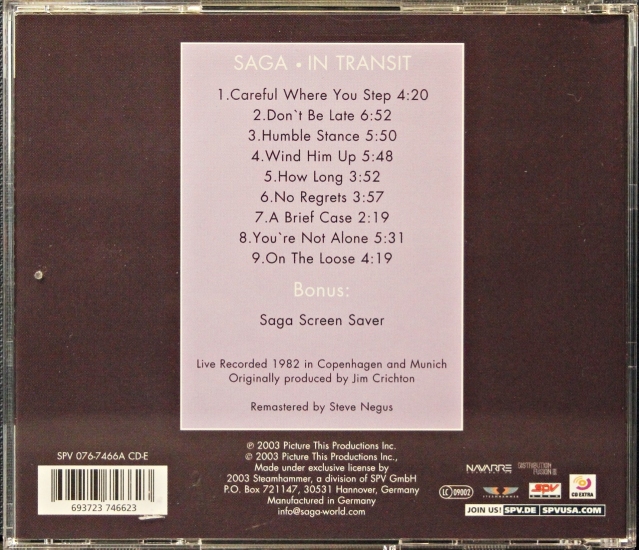 SAGA • IN TRANSIT
1.Careful Where You Step 4:20
2.Don`t Be Late 6:52
3.Humble Stance 5:50
4.Wind Him Up 5:48
5.How Long 3:52
6.No Regrets 3:57
7.A Brief Case 2:19
8.You`re Not Alone 5:31
9.On The Loose 4:19
Bonus:
Saga Screen Saver
Live Recorded 1982 in Copenhagen and Munich
Originally produced by Jim Crichton
Remastered by Steve Negus
SPV 076-7466A CD-E
693723 746623
℗ 2003 Picture This Productions Inc.
© 2003 Picture This Productions Inc.,
Made under exclusive license by
2003 Steamhammer, a division of SPV GmbH
P.O. Box 721147, 30531 Hannover, Germany
Manufactured in Germany
info@saga-world.com
NAVARRE DISTRIBUTION FUSION III
LC 09002 STEAMHAMMER SPV CD EXTRA
JOIN US! SPV.DE SPVUSA.COM